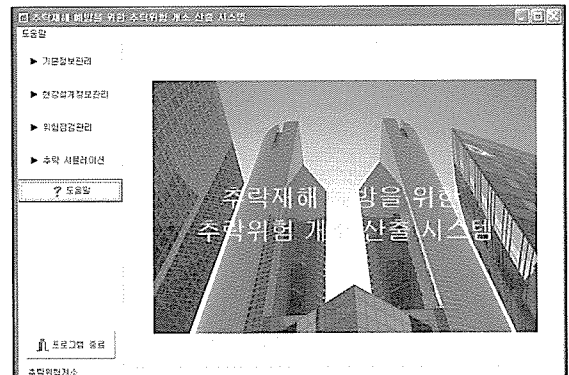 추락재해 예방을 위한 추락위험 개소 산출 시스템
도움말
▶ 기본정보관리
▶ 현장설계정보관리
▶ 위험점검관리
▶ 추락 시뮬레이션
? 도움말
추락재해 예방을 위한
추락위험 개소 산출 시스템
프로그램 종료
추락위험개소